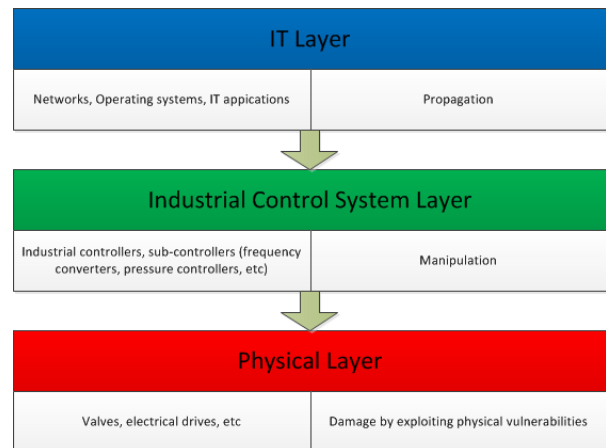 IT Layer
Networks, Operating systems, IT appications
Propagation
Industrial Control System Layer
Industrial controllers, sub-controllers (frequency
converters, pressure controllers, etc)
Manipulation
Physical Layer
Valves, electrical drives, etc
Damage by exploiting physical vulnerabilities